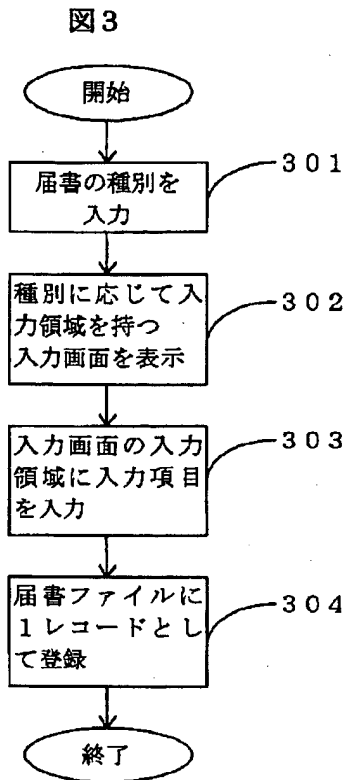 図3
開始
届書の種別を
入力
301
種別に応じて入
力領域を持つ
入力画面を表示
302
入力画面の入力
領域に入力項目
を入力
303
届書ファイルに
1レコードとし
て登録
304
終了